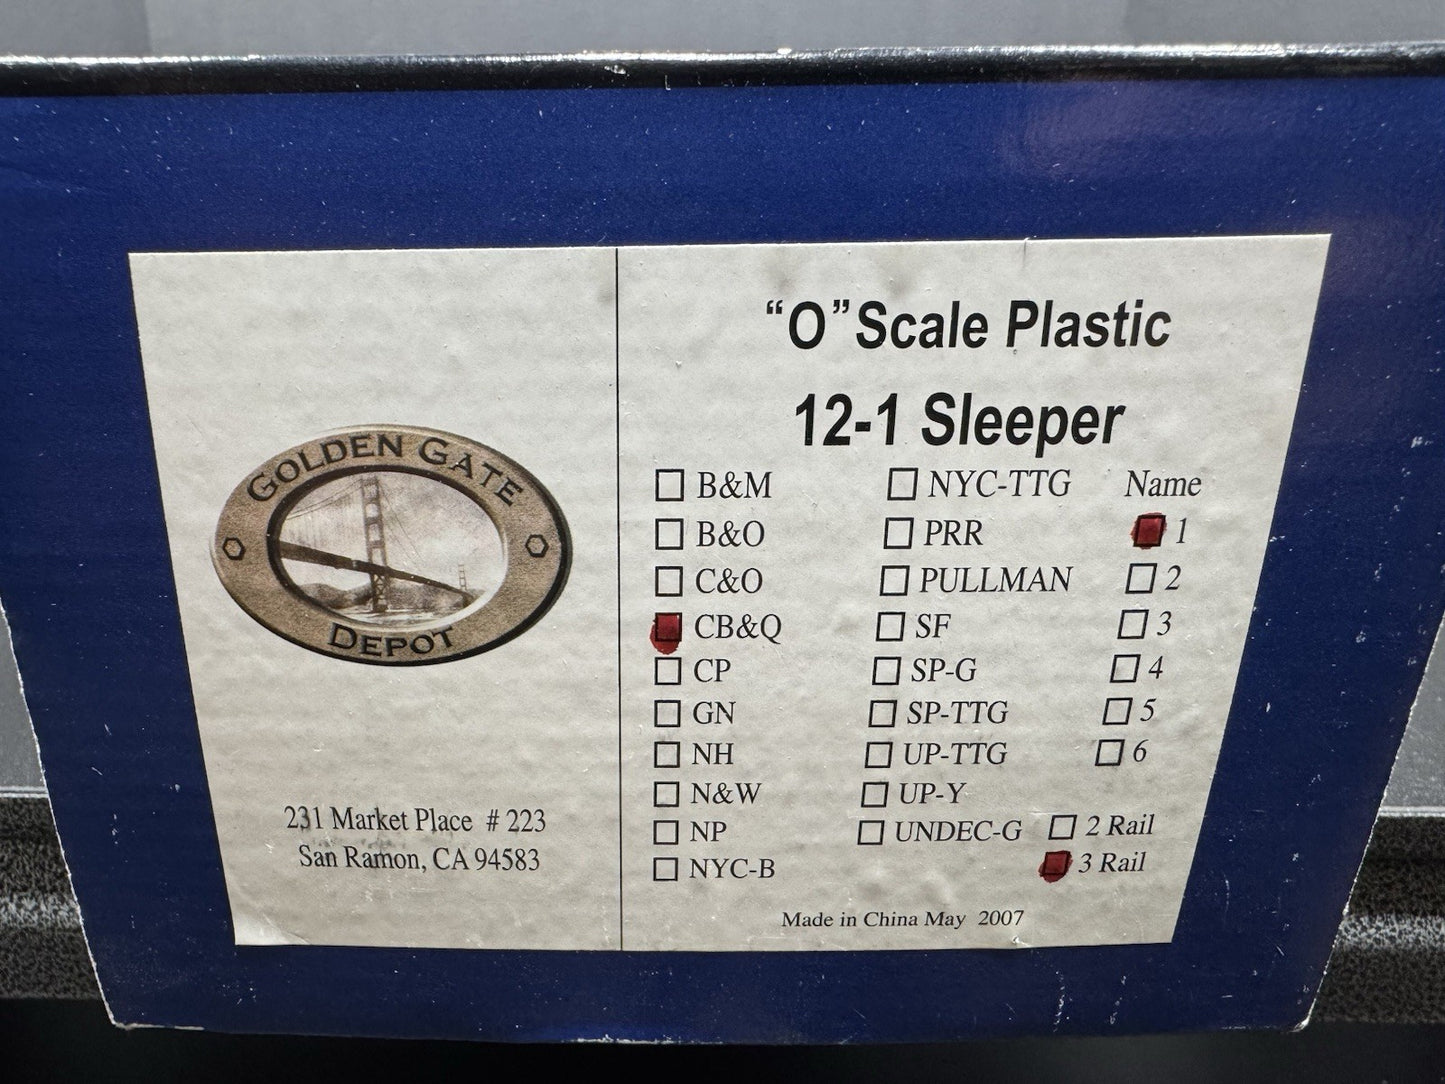 GOLDEN GATE
DEPOT
231 Market Place # 223
San Ramon, CA 94583
“O” Scale Plastic
12-1 Sleeper
B&M
B&O
C&O
CB&Q
CP
GN
NH
N&W
NP
NYC-B
NYC-TTG
PRR
PULLMAN
SF
SP-G
SP-TTG
UP-TTG
UP-Y
UNDEC-G
Name
1
2
3
4
5
6
2 Rail
3 Rail
Made in China May 2007